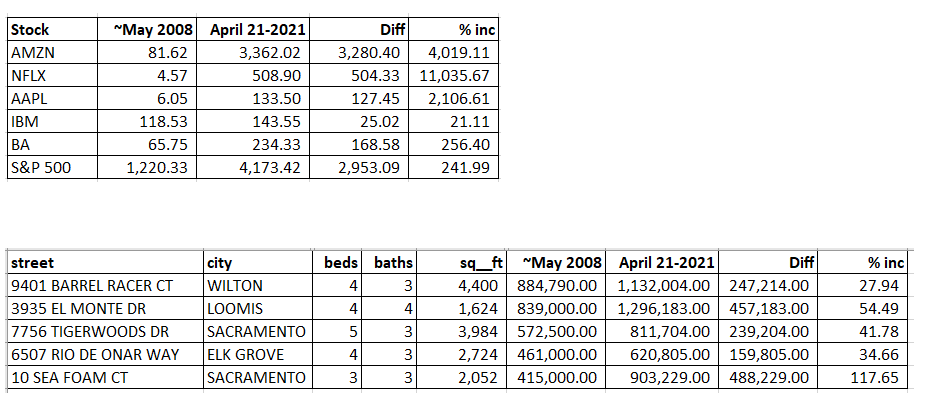 Stock ~May 2008 April 21-2021 Diff % inc
AMZN 81.62 3,362.02 3,280.40 4,019.11
NFLX 4.57 508.90 504.33 11,035.67
AAPL 6.05 133.50 127.45 2,106.61
IBM 118.53 143.55 25.02 21.11
BA 65.75 234.33 168.58 256.40
S&P 500 1,220.33 4,173.42 2,953.09 241.99
street city beds baths sq__ft ~May 2008 April 21-2021 Diff % inc
9401 BARREL RACER CT WILTON 4 3 4,400 884,790.00 1,132,004.00 247,214.00 27.94
3935 EL MONTE DR LOOMIS 4 4 1,624 839,000.00 1,296,183.00 457,183.00 54.49
7756 TIGERWOODS DR SACRAMENTO 5 3 3,984 572,500.00 811,704.00 239,204.00 41.78
6507 RIO DE ONAR WAY ELK GROVE 4 3 2,724 461,000.00 620,805.00 159,805.00 34.66
10 SEA FOAM CT SACRAMENTO 3 3 2,052 415,000.00 903,229.00 488,229.00 117.65